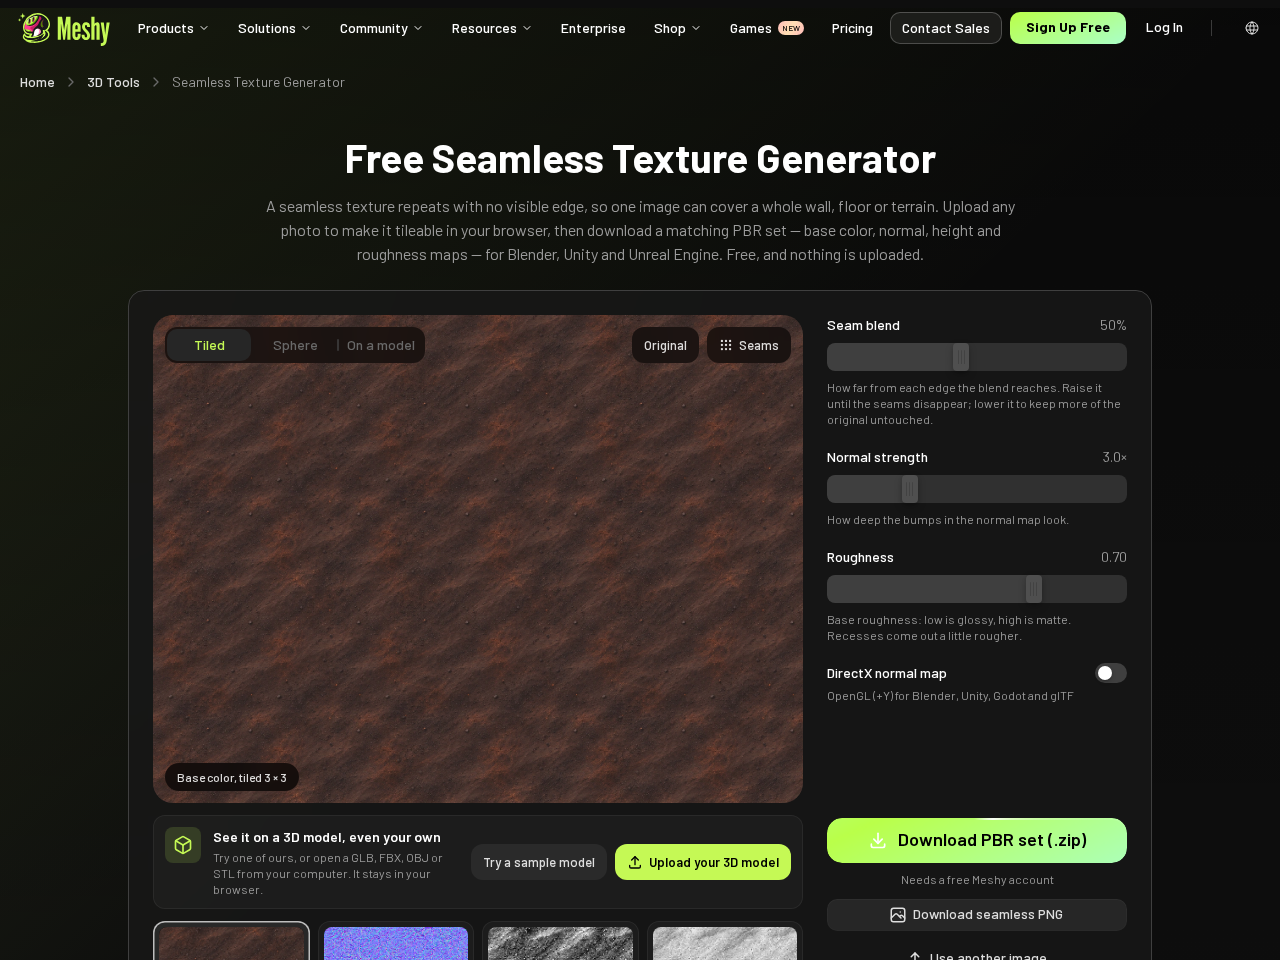 Meshy
Products
Solutions
Community
Resources
Enterprise
Shop
Games NEW
Pricing
Contact Sales
Sign Up Free
Log In
Home
3D Tools
Seamless Texture Generator
Free Seamless Texture Generator
A seamless texture repeats with no visible edge, so one image can cover a whole wall, floor or terrain. Upload any
photo to make it tileable in your browser, then download a matching PBR set — base color, normal, height and
roughness maps — for Blender, Unity and Unreal Engine. Free, and nothing is uploaded.
Tiled
Sphere
On a model
Original
Seams
Base color, tiled 3 × 3
Seam blend 50%
How far from each edge the blend reaches. Raise it
until the seams disappear; lower it to keep more of the
original untouched.
Normal strength 3.0×
How deep the bumps in the normal map look.
Roughness 0.70
Base roughness: low is glossy, high is matte.
Recesses come out a little rougher.
DirectX normal map
OpenGL (+Y) for Blender, Unity, Godot and glTF
See it on a 3D model, even your own
Try one of ours, or open a GLB, FBX, OBJ or
STL from your computer. It stays in your
browser.
Try a sample model
Upload your 3D model
Download PBR set (.zip)
Needs a free Meshy account
Download seamless PNG
Use another image